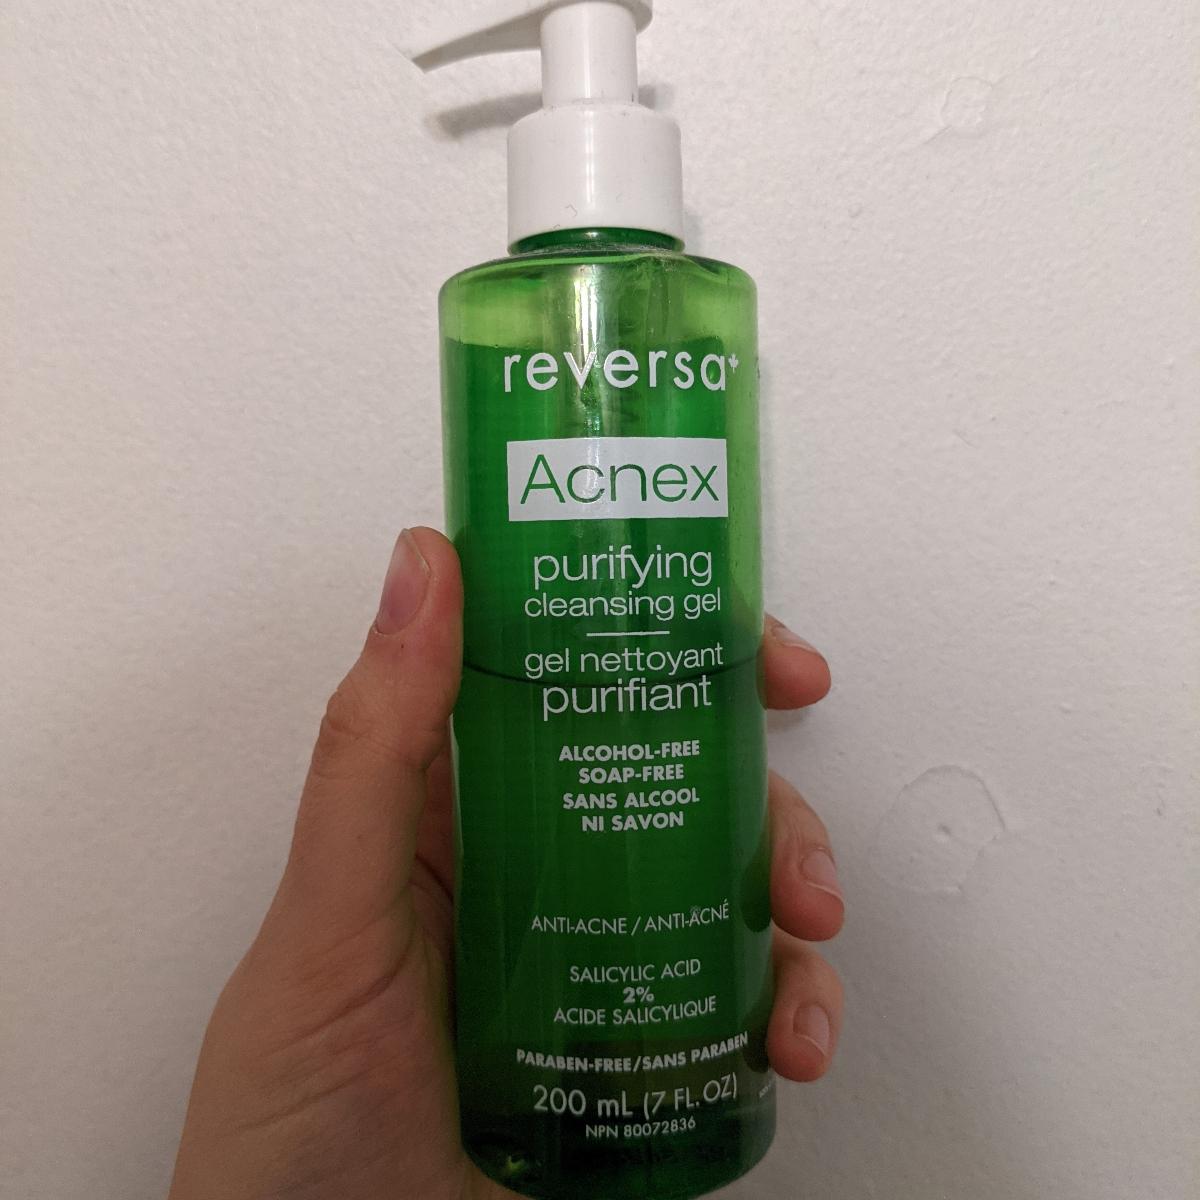 reversa
Acnex
purifying
cleansing gel
gel nettoyant
purifiant
ALCOHOL-FREE
SOAP-FREE
SANS ALCOOL
NI SAVON
ANTI-ACNE / ANTI-ACNÉ
SALICYLIC ACID
2%
ACIDE SALICYLIQUE
PARABEN-FREE/SANS PARABEN
200 mL (7 FL. OZ)
NPN 80072836